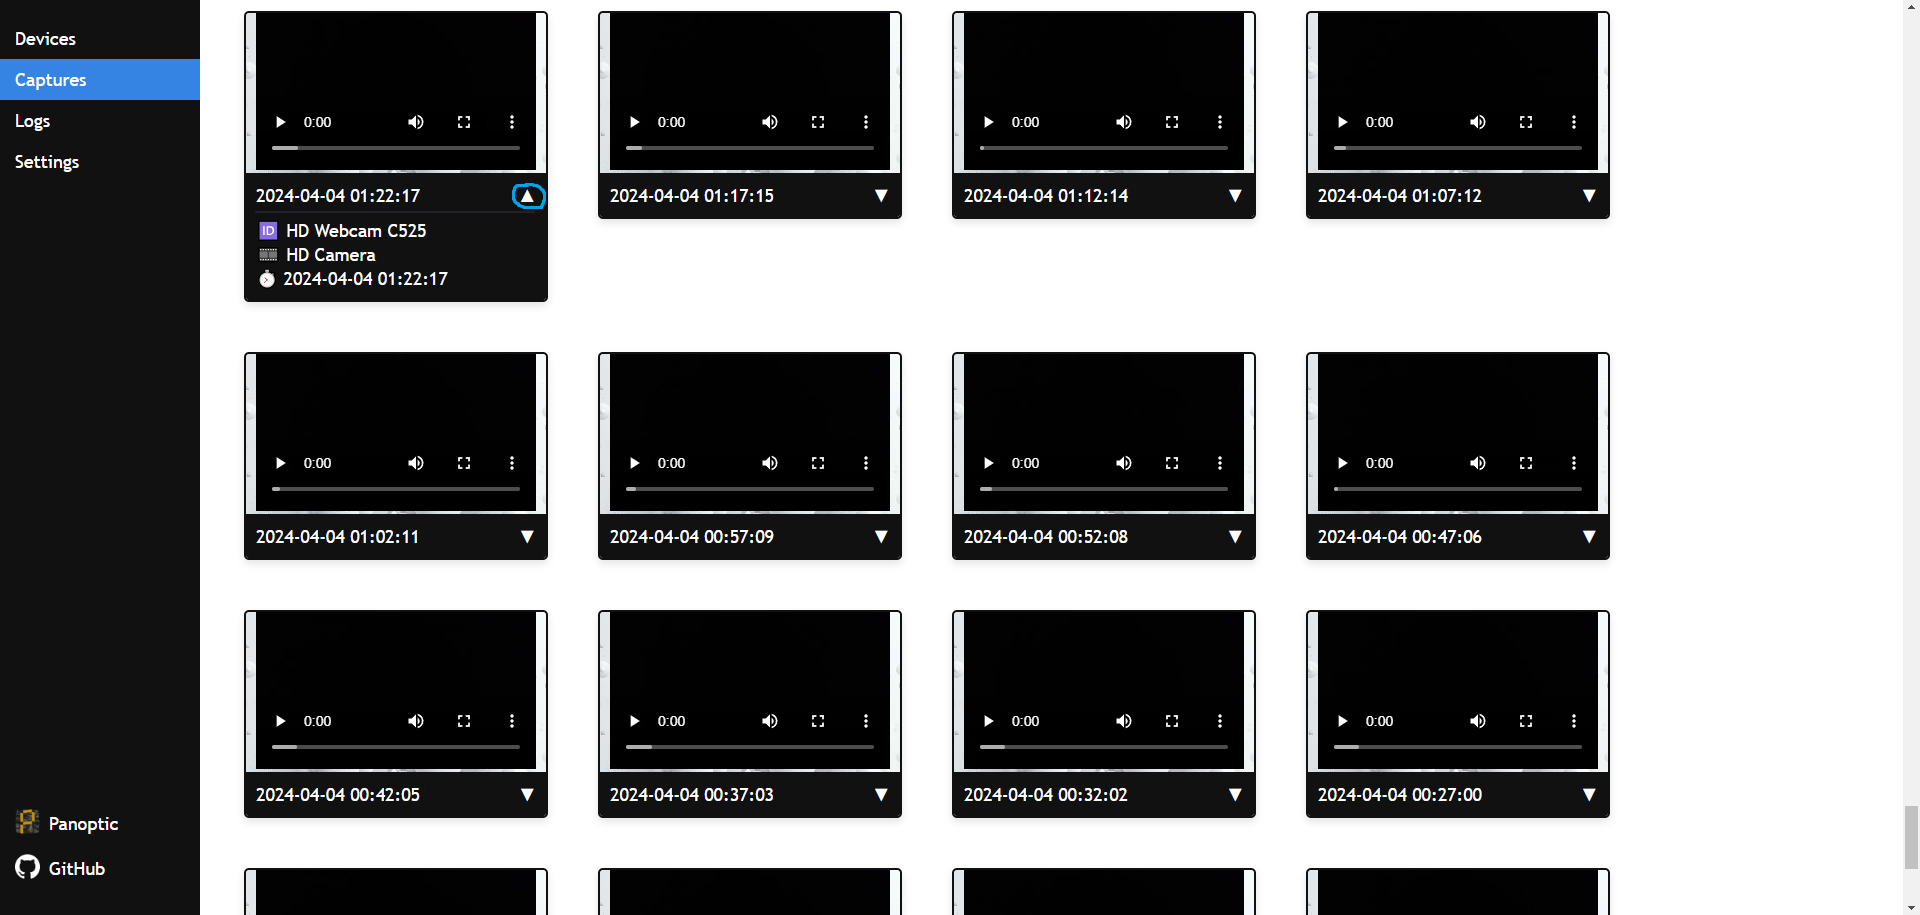 Devices
Captures
Logs
Settings
Panoptic
GitHub
0:00
0:00
0:00
0:00
2024-04-04 01:22:17 ▲
2024-04-04 01:17:15 ▼
2024-04-04 01:12:14 ▼
2024-04-04 01:07:12 ▼
ID HD Webcam C525
HD Camera
2024-04-04 01:22:17
0:00
0:00
0:00
0:00
2024-04-04 01:02:11 ▼
2024-04-04 00:57:09 ▼
2024-04-04 00:52:08 ▼
2024-04-04 00:47:06 ▼
0:00
0:00
0:00
0:00
2024-04-04 00:42:05 ▼
2024-04-04 00:37:03 ▼
2024-04-04 00:32:02 ▼
2024-04-04 00:27:00 ▼